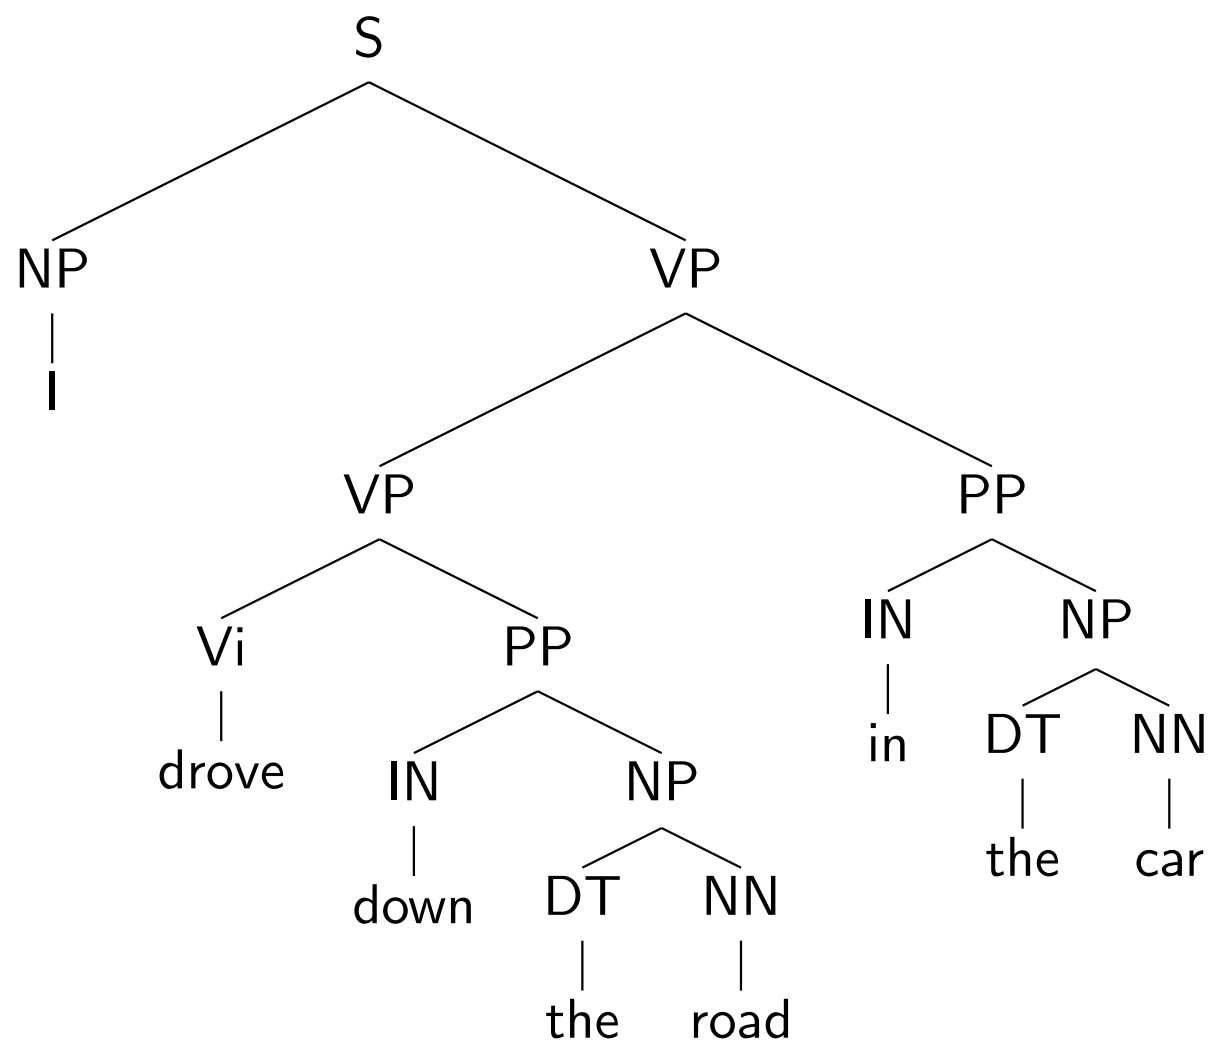 S
NP VP
I
VP PP
IN NP
Vi PP
in DT NN
drove IN NP
the car
down DT NN
the road